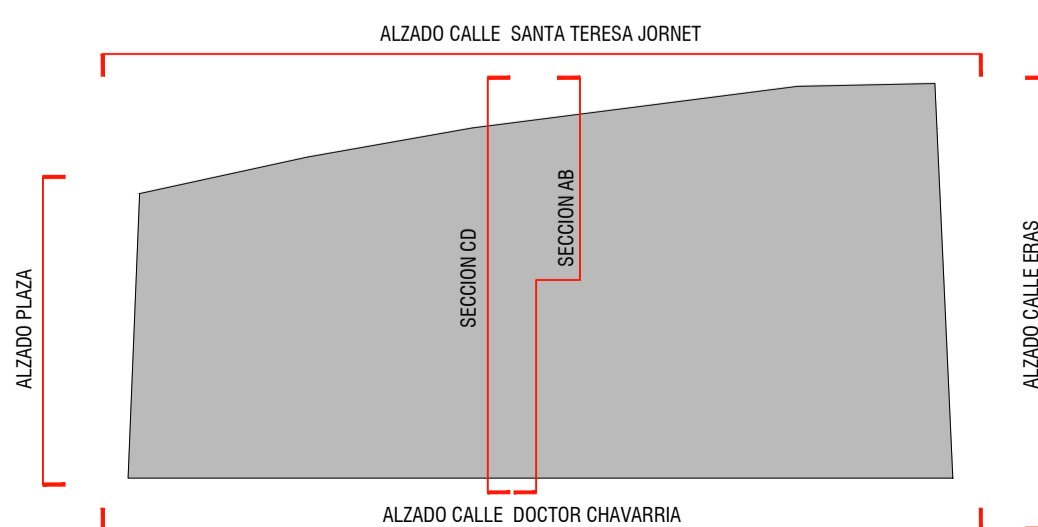 ALZADO CALLE SANTA TERESA JORNET
ALZADO PLAZA
SECCION CD
SECCION AB
ALZADO CALLE ERAS
ALZADO CALLE DOCTOR CHAVARRIA